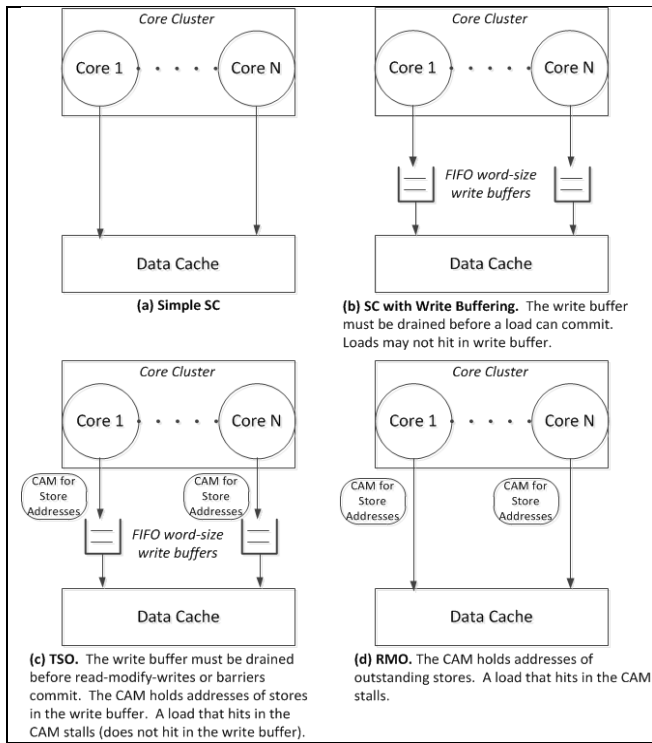 Core Cluster
Core 1
Core N
Data Cache
(a) Simple SC
Core Cluster
Core 1
Core N
FIFO word-size
write buffers
Data Cache
(b) SC with Write Buffering. The write buffer
must be drained before a load can commit.
Loads may not hit in write buffer.
Core Cluster
Core 1
Core N
CAM for
Store
Addresses
CAM for
Store
Addresses
FIFO word-size
write buffers
Data Cache
(c) TSO. The write buffer must be drained
before read-modify-writes or barriers
commit. The CAM holds addresses of stores
in the write buffer. A load that hits in the
CAM stalls (does not hit in the write buffer).
Core Cluster
Core 1
Core N
CAM for
Store
Addresses
CAM for
Store
Addresses
Data Cache
(d) RMO. The CAM holds addresses of
outstanding stores. A load that hits in the CAM
stalls.